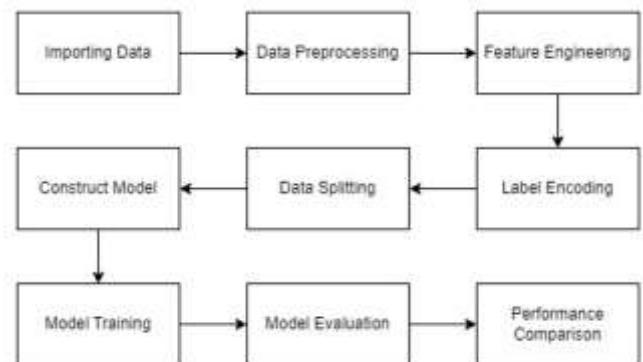 Importing Data
Data Preprocessing
Feature Engineering
Label Encoding
Data Splitting
Construct Model
Model Training
Model Evaluation
Performance
Comparison